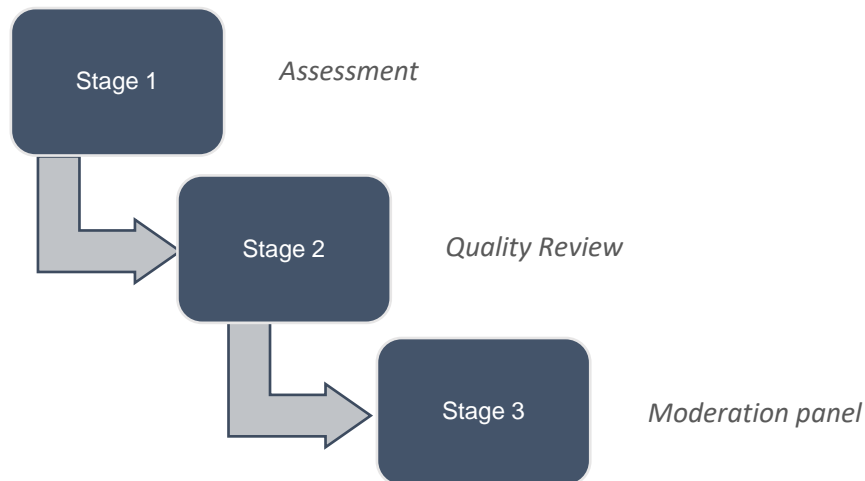 Stage 1
Assessment
Stage 2
Quality Review
Stage 3
Moderation panel